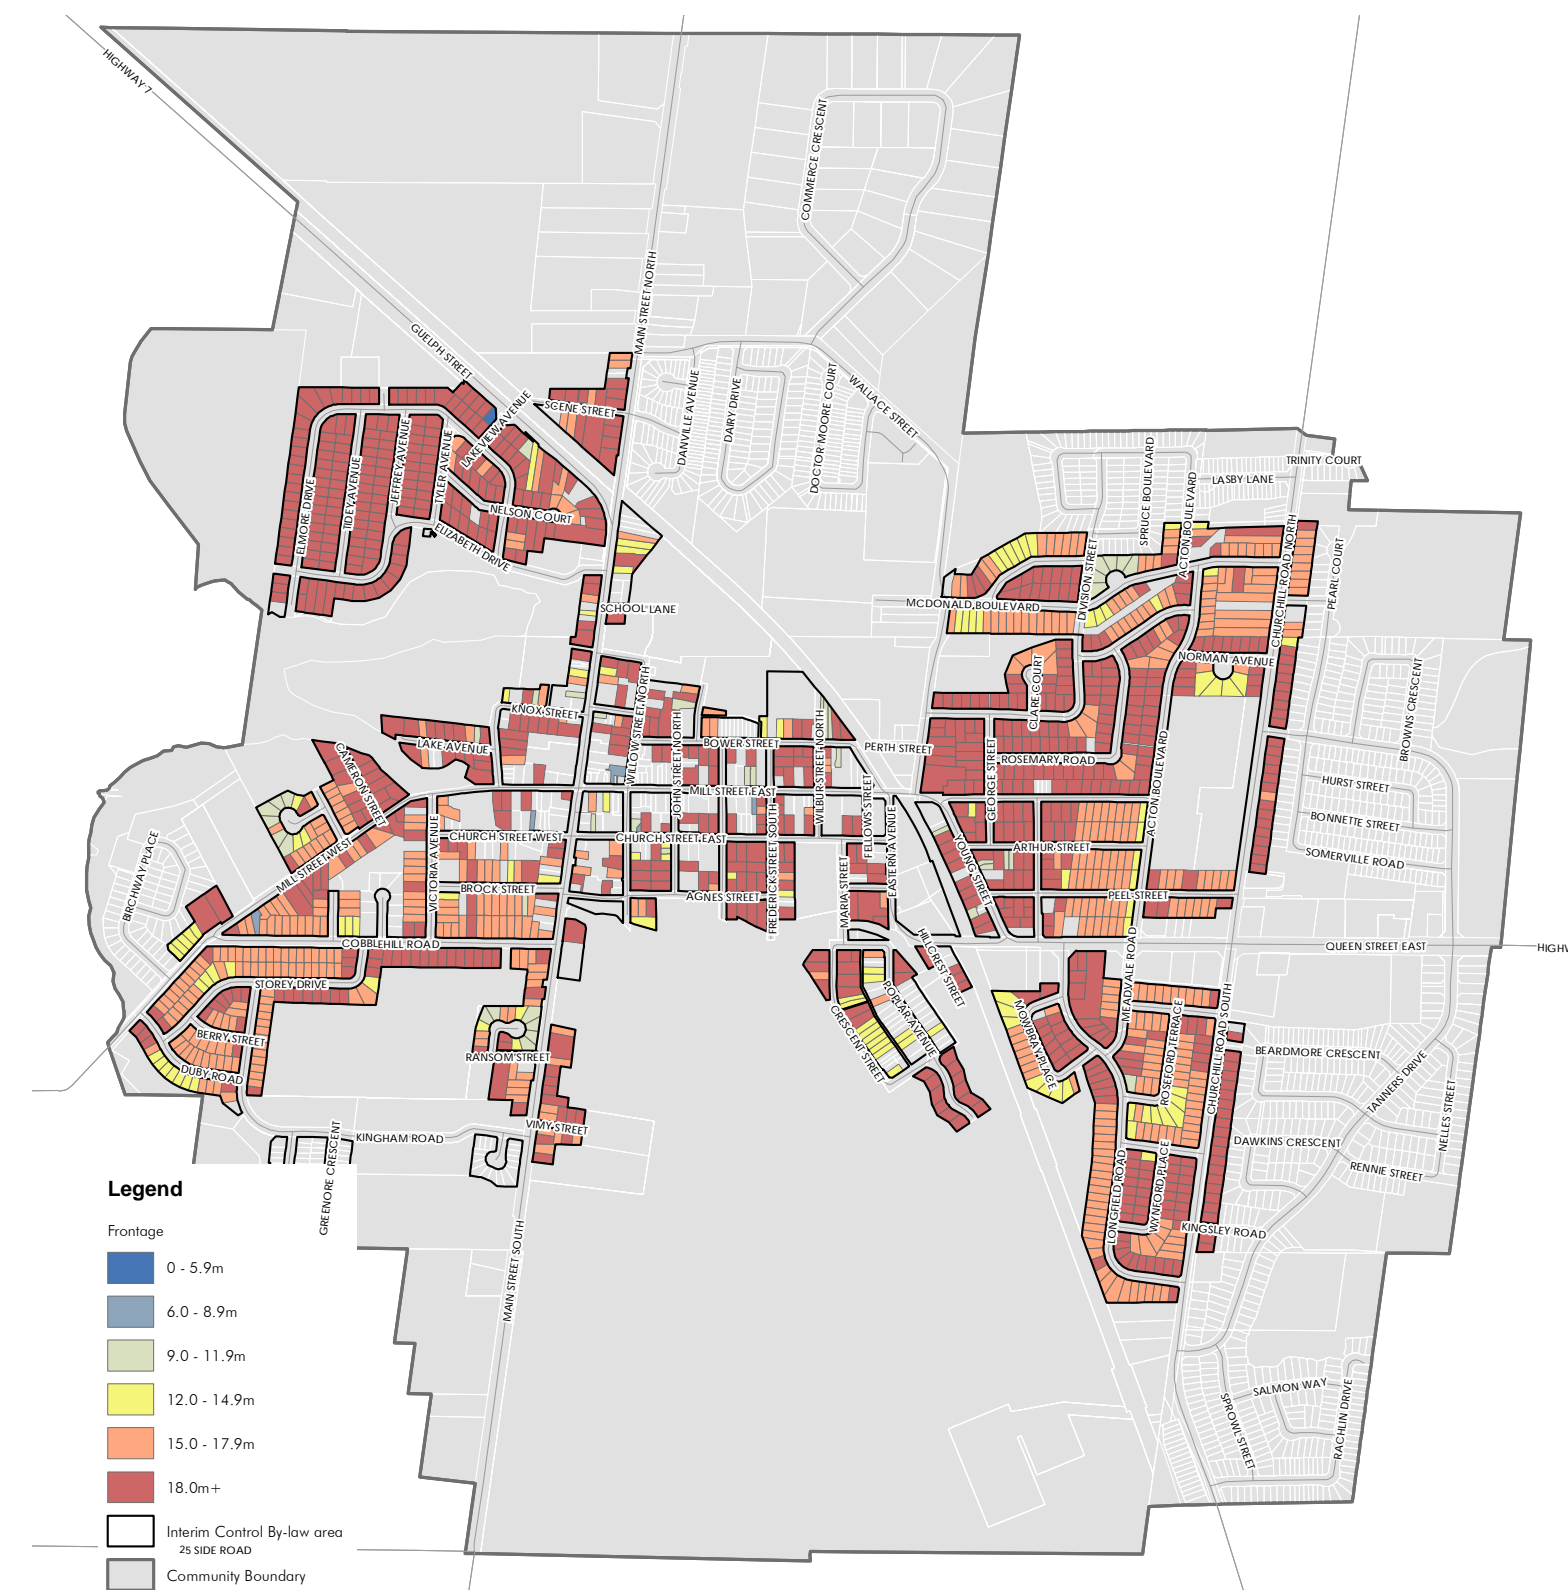 HIGHWAY 7
COMMERCE CRESCENT
MAIN STREET NORTH
GUELPH STREET
WALLACE STREET
DANVILLE AVENUE
DAIRY DRIVE
DOCTOR MOORE COURT
LAKEVIEW AVENUE
SCENE STREET
ELMORE DRIVE
TIDEY AVENUE
JEFFREY AVENUE
TYLER AVENUE
NELSON COURT
ELIZABETH DRIVE
SPRUCE BOULEVARD
TRINITY COURT
LASBY LANE
ACTON BOULEVARD
CHURCHILL ROAD NORTH
PEARL COURT
DIVISION STREET
MCDONALD BOULEVARD
SCHOOL LANE
NORMAN AVENUE
CLARE COURT
BROWNS CRESCENT
KNOX STREET
LAKE AVENUE
WILLOW STREET NORTH
JOHN STREET NORTH
BOWER STREET
WILBUR STREET NORTH
PERTH STREET
GEORGE STREET
ROSEMARY ROAD
ACTON BOULEVARD
CAMERON STREET
MILL STREET EAST
HURST STREET
BONNETTE STREET
SOMERVILLE ROAD
CHURCH STREET WEST
CHURCH STREET EAST
FREDERICK STREET SOUTH
FELLOWS STREET
EASTERN AVENUE
YOUNG STREET
ARTHUR STREET
MILL STREET WEST
VICTORIA AVENUE
BROCK STREET
AGNES STREET
MARIA STREET
PEEL STREET
BIRCHWAY PLACE
COBBLEHILL ROAD
QUEEN STREET EAST
HIGHW
HILLCREST STREET
MEADVALE ROAD
STOREY DRIVE
POPLAR AVENUE
CRESCENT STREET
MOWBRAY PLACE
ROSEFORD TERRACE
CHURCHILL ROAD SOUTH
BERRY STREET
RANSOM STREET
DUBY ROAD
BEARDMORE CRESCENT
TANNERS DRIVE
NELLES STREET
VIMY STREET
KINGHAM ROAD
GREENORE CRESCENT
DAWKINS CRESCENT
RENNIE STREET
LONGFIELD ROAD
WYNFORD PLACE
KINGSLEY ROAD
MAIN STREET SOUTH
SALMON WAY
SPROWL STREET
RACHLIN DRIVE
Legend
Frontage
0 - 5.9m
6.0 - 8.9m
9.0 - 11.9m
12.0 - 14.9m
15.0 - 17.9m
18.0m+
Interim Control By-law area
25 SIDE ROAD
Community Boundary